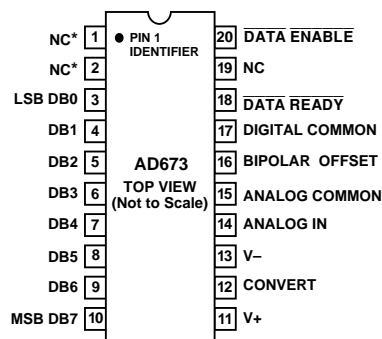 NC* 1 ● PIN 1 IDENTIFIER 20 DATA ENABLE
NC* 2 19 NC
LSB DB0 3 18 DATA READY
DB1 4 17 DIGITAL COMMON
DB2 5 AD673 16 BIPOLAR OFFSET
DB3 6 TOP VIEW 15 ANALOG COMMON
DB4 7 (Not to Scale) 14 ANALOG IN
DB5 8 13 V–
DB6 9 12 CONVERT
MSB DB7 10 11 V+